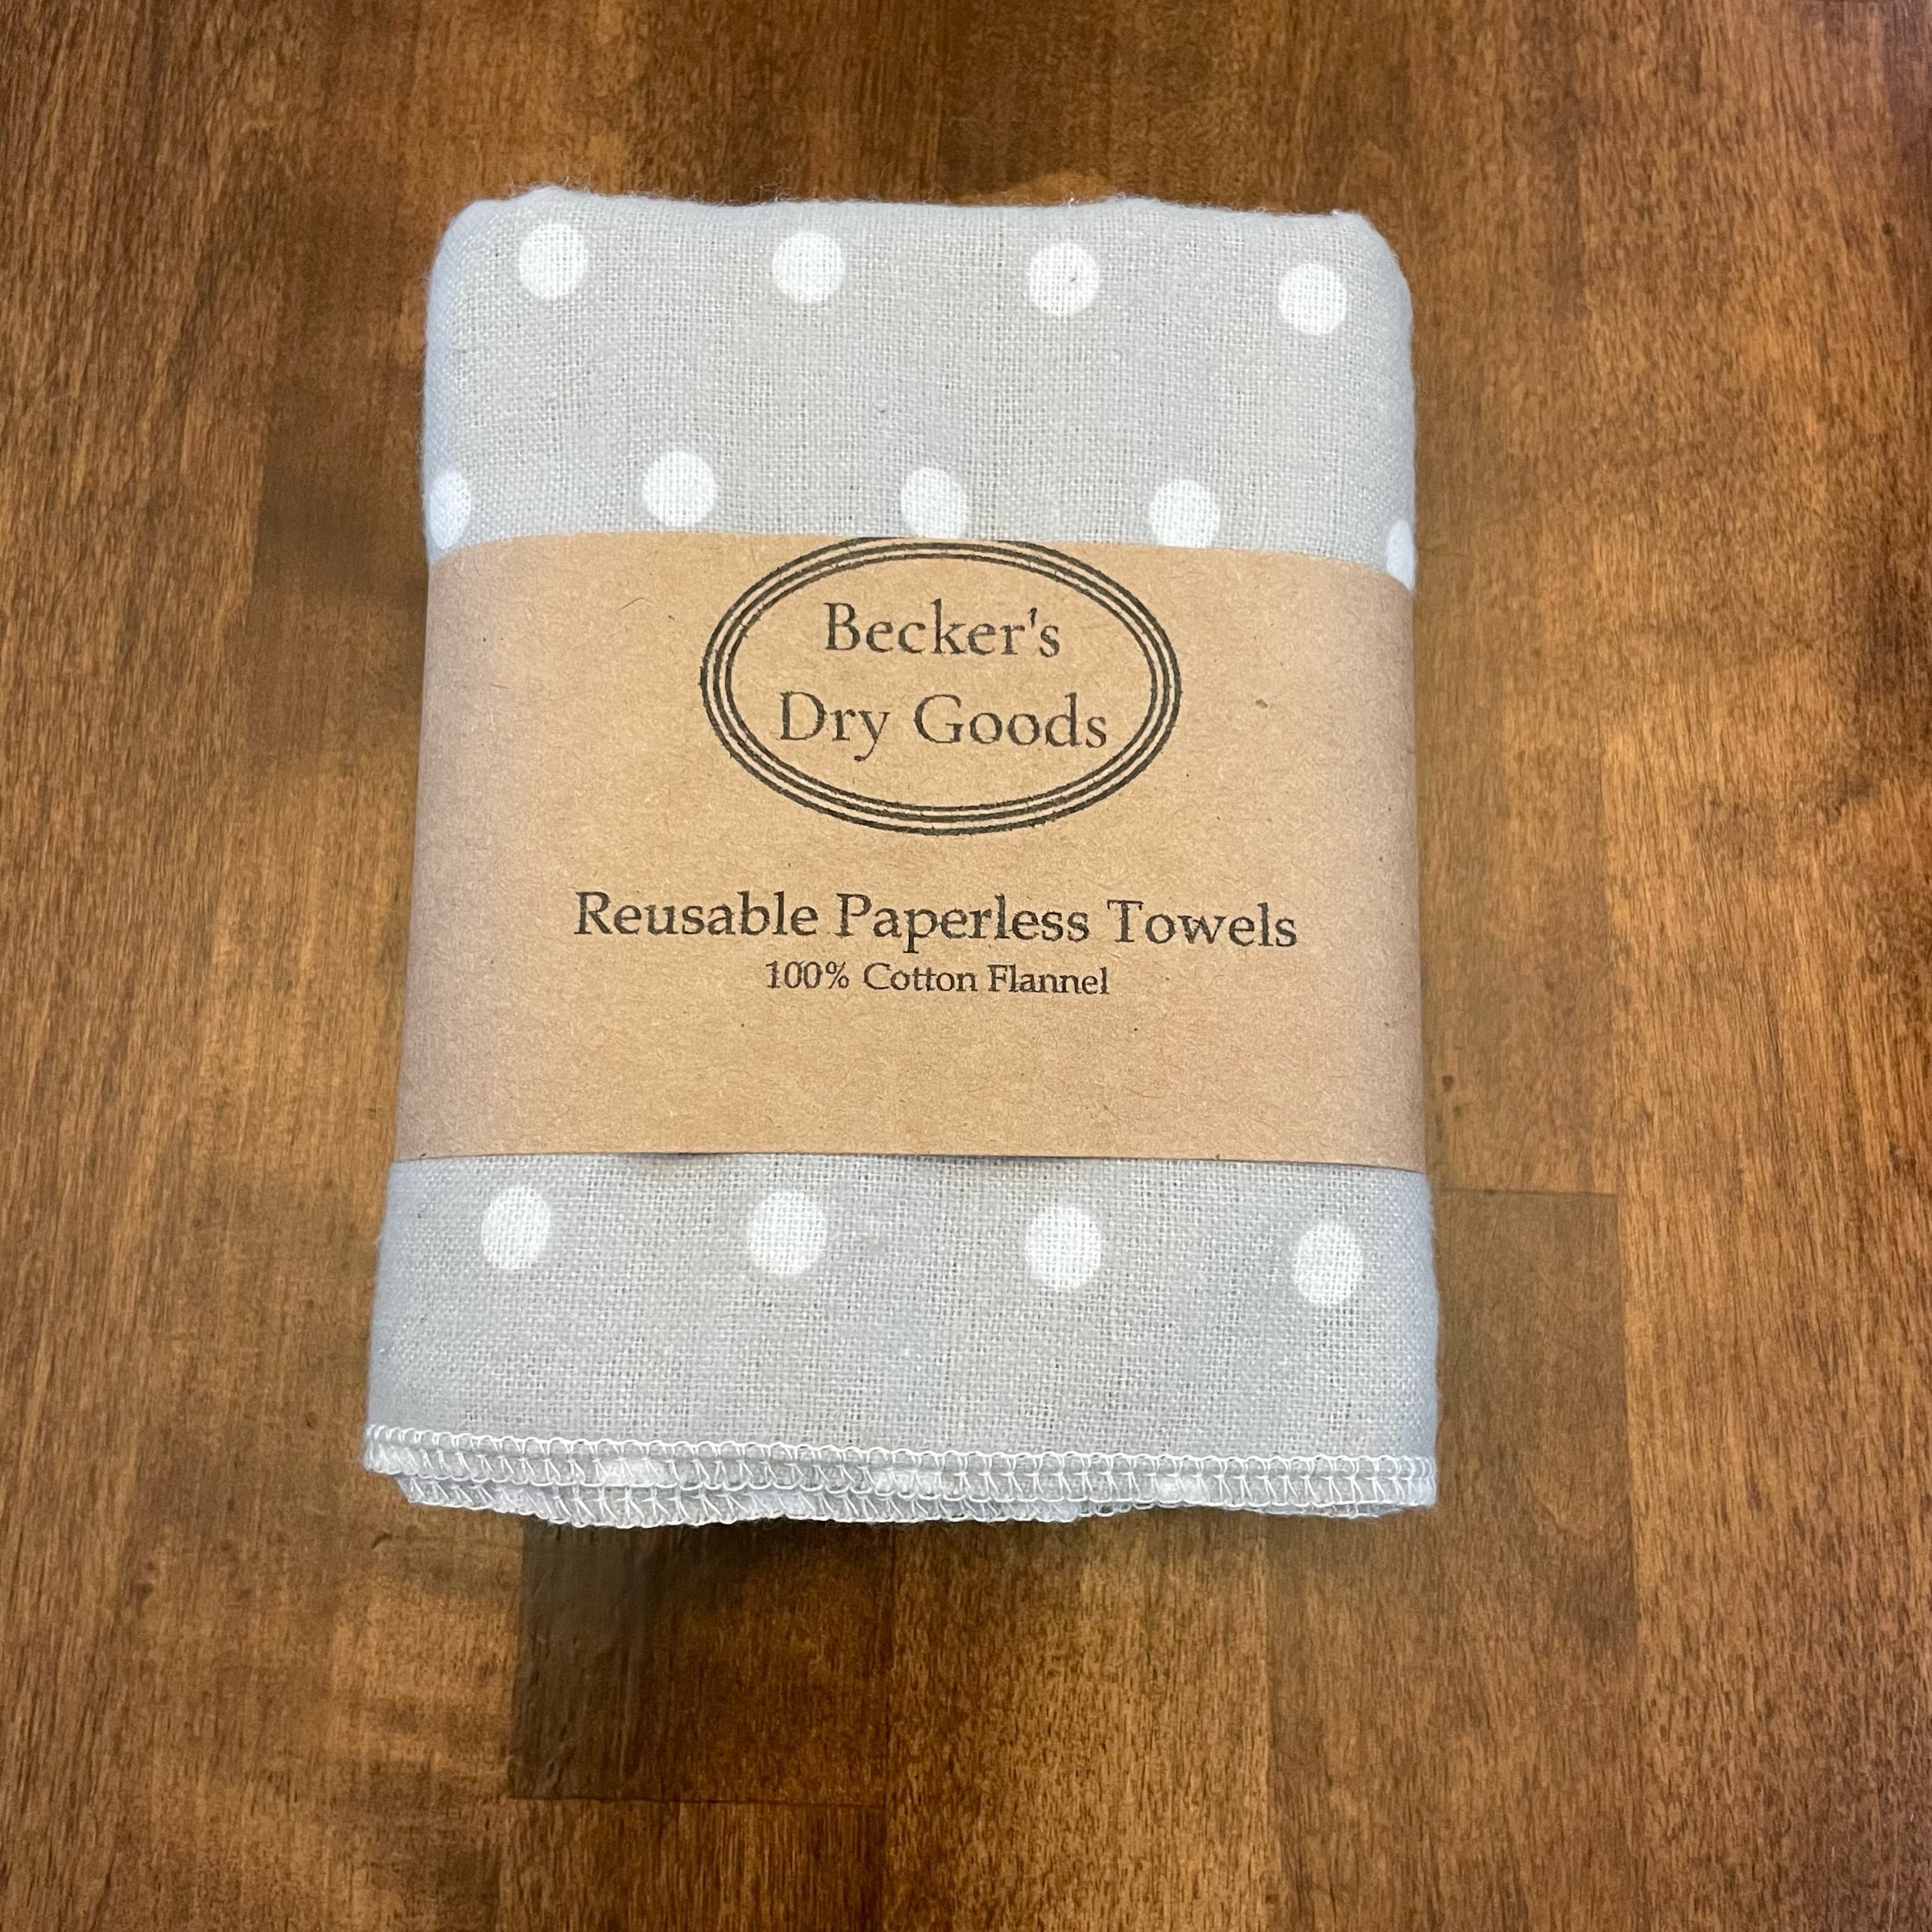 Becker's
Dry Goods
Reusable Paperless Towels
100% Cotton Flannel